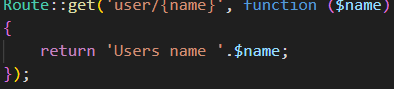 Route::get('user/{name}', function ($name)
{
    return 'Users name '.$name;
});